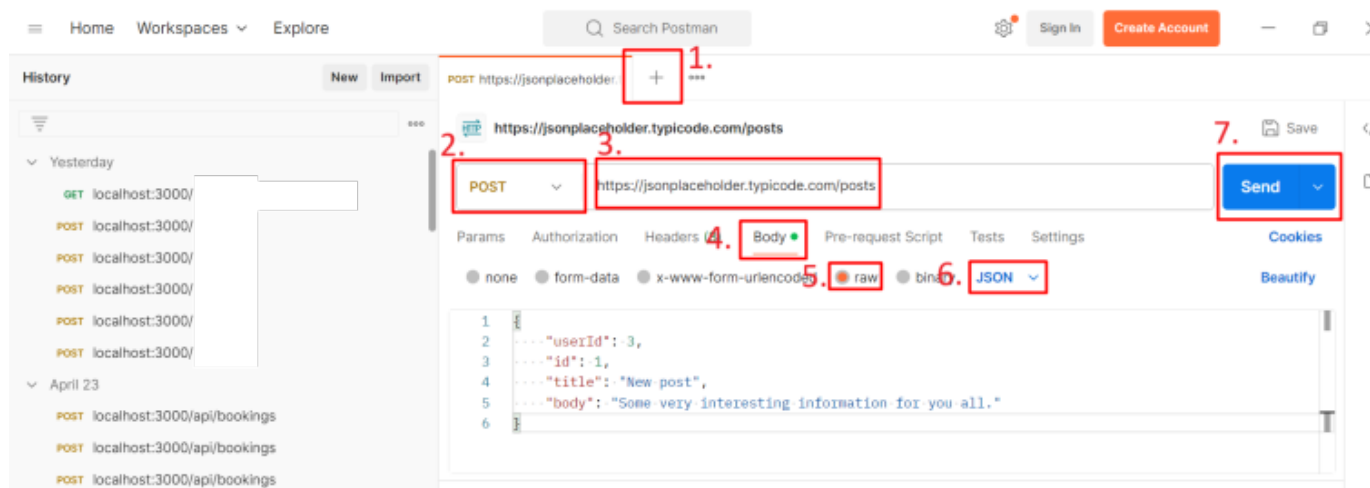 Home Workspaces Explore Search Postman Sign In Create Account
History New Import POST https://jsonplaceholder. 1.
https://jsonplaceholder.typicode.com/posts Save
Yesterday
GET localhost:3000/
POST localhost:3000/
POST localhost:3000/
POST localhost:3000/
POST localhost:3000/
POST localhost:3000/
April 23
POST localhost:3000/api/bookings
POST localhost:3000/api/bookings
POST localhost:3000/api/bookings
2. 3. 7.
POST https://jsonplaceholder.typicode.com/posts Send
Params Authorization Headers 4. Body Pre-request Script Tests Settings Cookies
none form-data x-www-form-urlencoded 5. raw binary 6. JSON Beautify
1 {
2 "userId": 3,
3 "id": 1,
4 "title": "New post",
5 "body": "Some very interesting information for you all."
6 }